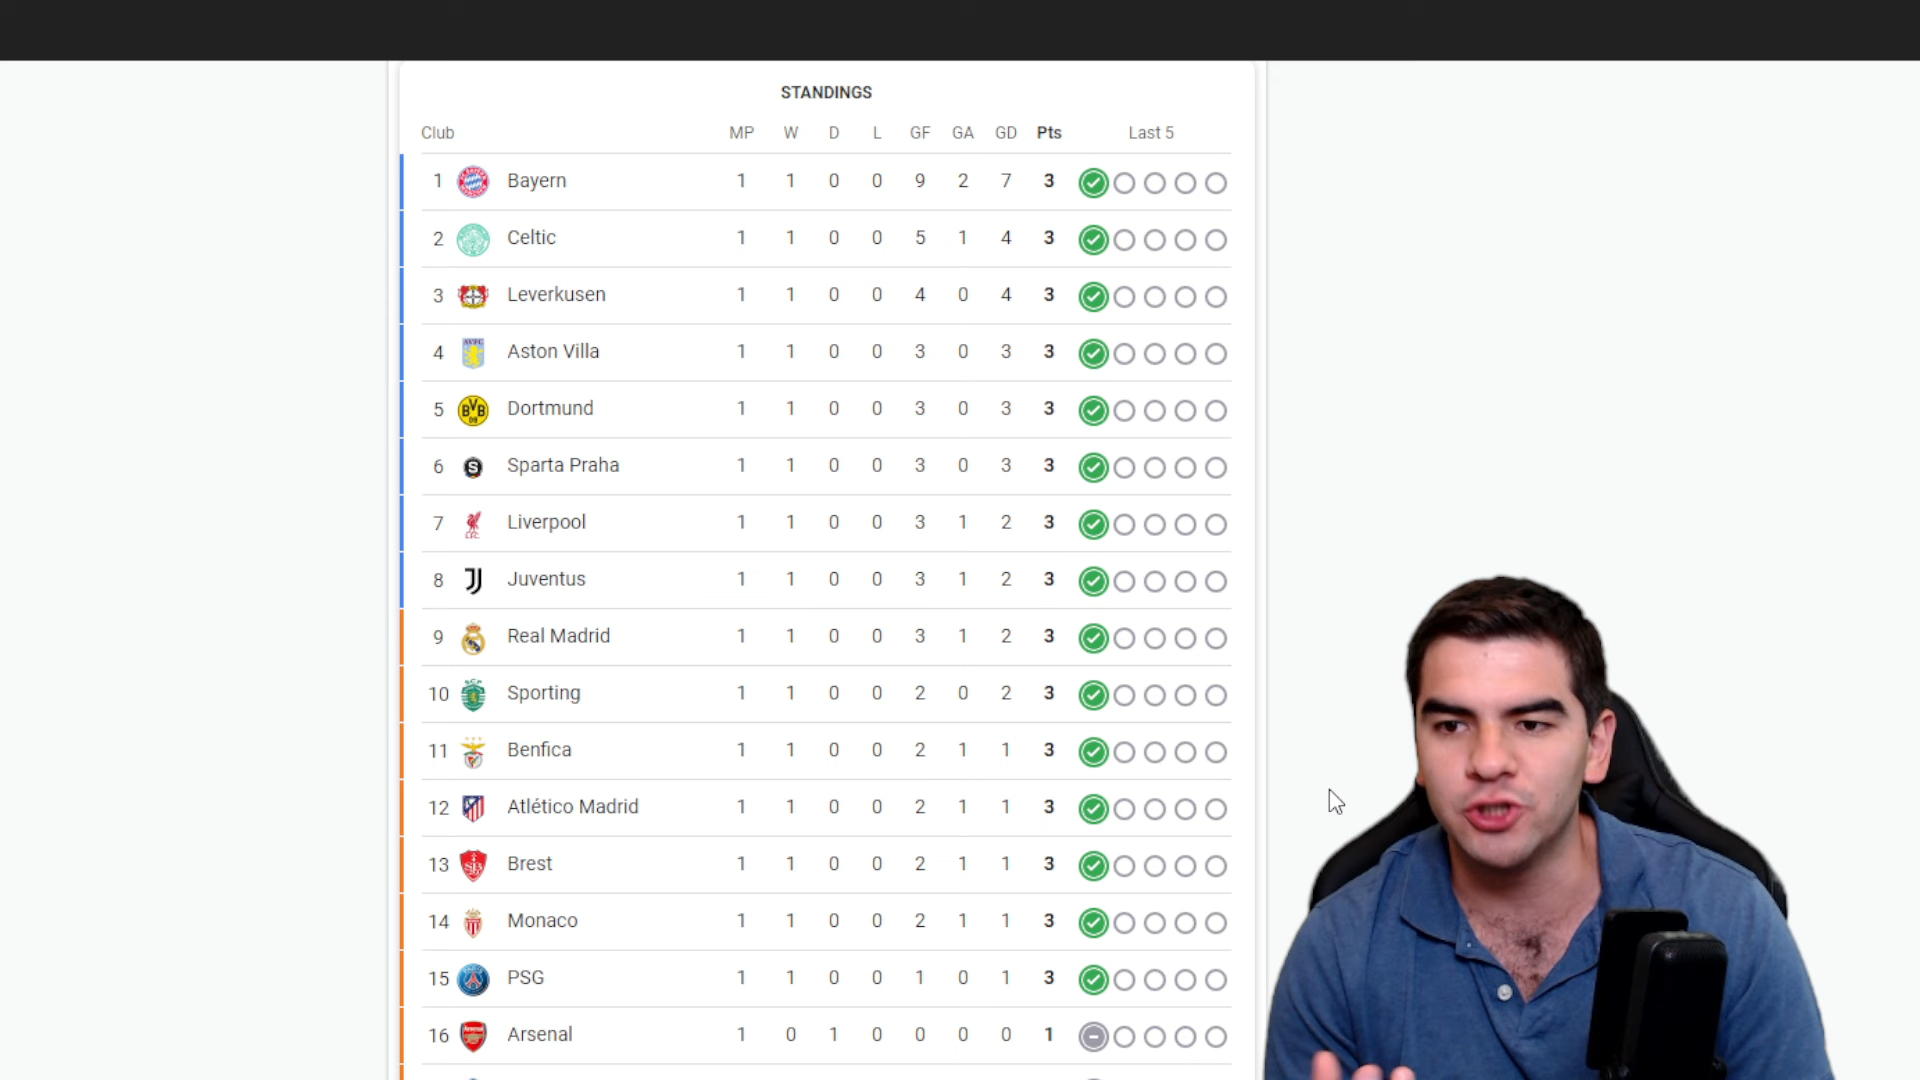 STANDINGS
Club MP W D L GF GA GD Pts Last 5
1 Bayern 1 1 0 0 9 2 7 3
2 Celtic 1 1 0 0 5 1 4 3
3 Leverkusen 1 1 0 0 4 0 4 3
4 AVFC Aston Villa 1 1 0 0 3 0 3 3
5 BVB 09 Dortmund 1 1 0 0 3 0 3 3
6 S Sparta Praha 1 1 0 0 3 0 3 3
7 Liverpool 1 1 0 0 3 1 2 3
8 Juventus 1 1 0 0 3 1 2 3
9 Real Madrid 1 1 0 0 3 1 2 3
10 SCP Sporting 1 1 0 0 2 0 2 3
11 Benfica 1 1 0 0 2 1 1 3
12 Atlético Madrid 1 1 0 0 2 1 1 3
13 Brest 1 1 0 0 2 1 1 3
14 Monaco 1 1 0 0 2 1 1 3
15 PSG 1 1 0 0 1 0 1 3
16 Arsenal Arsenal 1 0 1 0 0 0 0 1